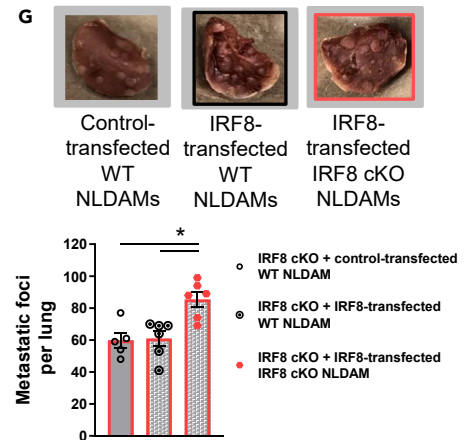 G
Control-
transfected
WT
NLDAMs
IRF8-
transfected
WT
NLDAMs
IRF8-
transfected
IRF8 cKO
NLDAMs
*
Metastatic foci
per lung
120
100
80
60
40
20
0
IRF8 cKO + control-transfected
WT NLDAM
IRF8 cKO + IRF8-transfected
WT NLDAM
IRF8 cKO + IRF8-transfected
IRF8 cKO NLDAM